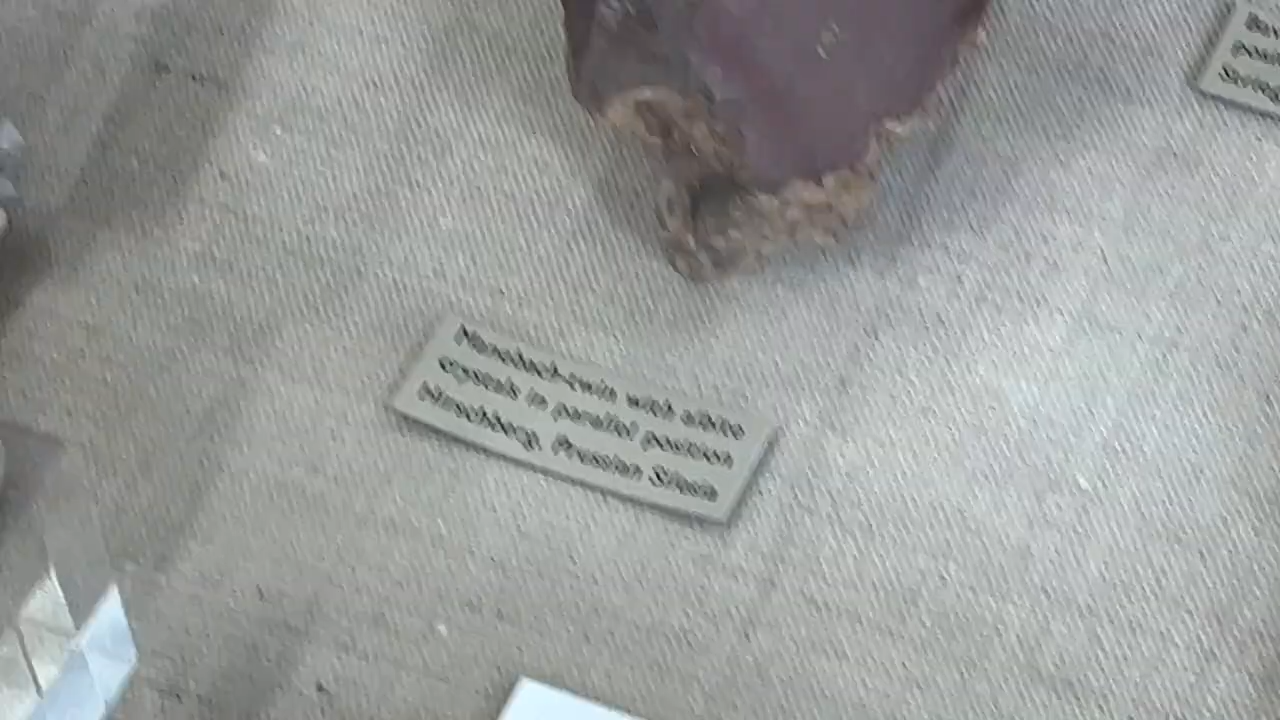 Manebach-twin with albite
crystals in parallel position
Hirschberg, Prussian Silesia